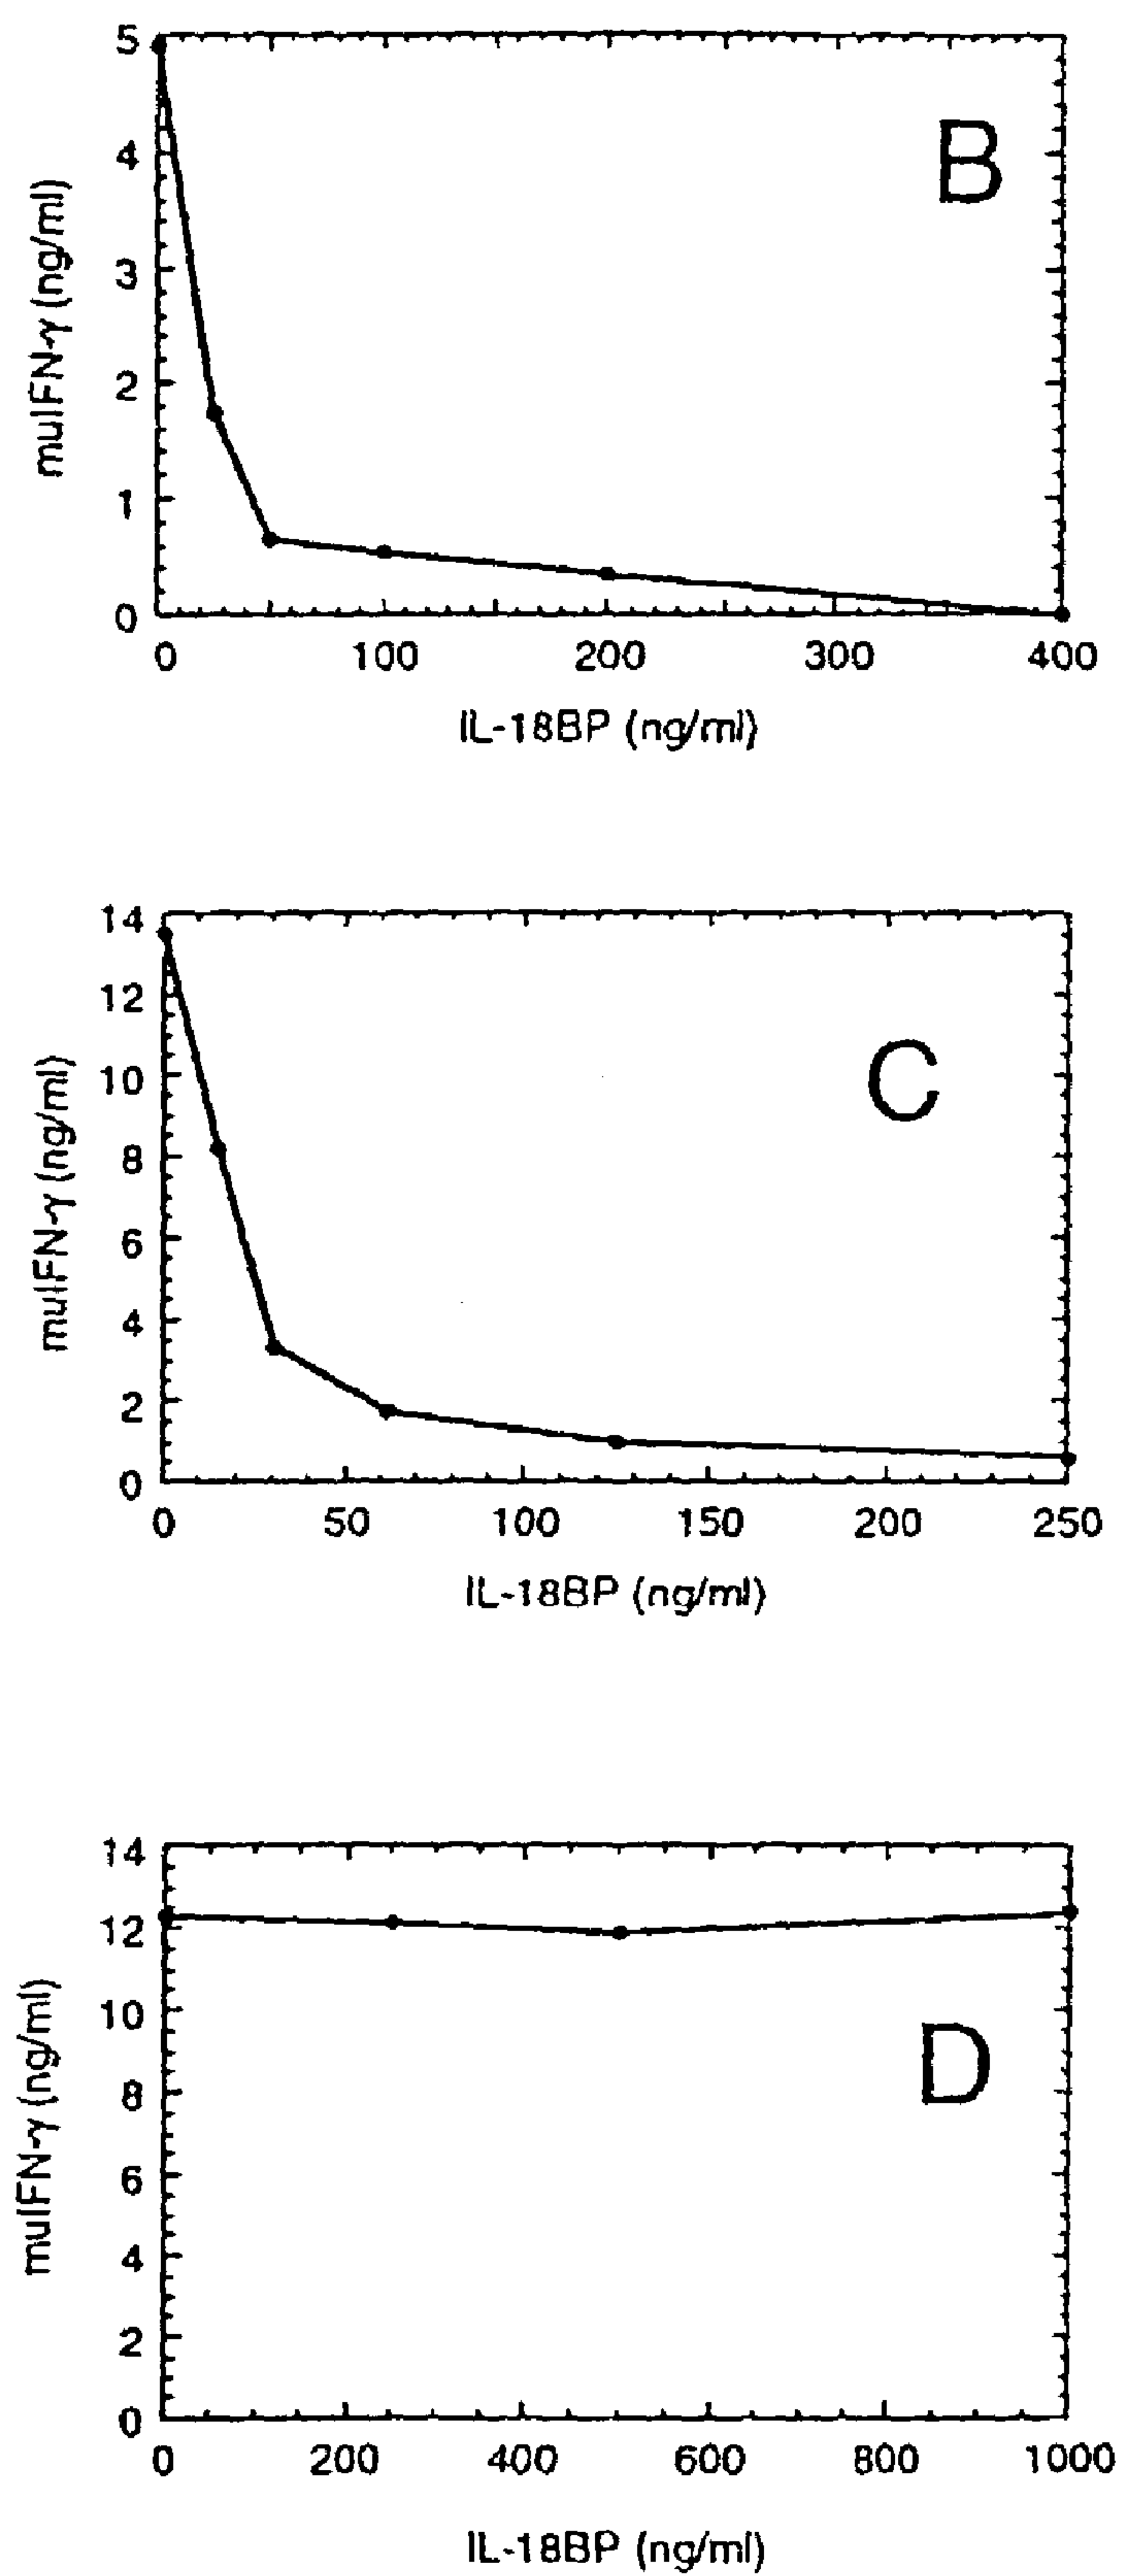 5
B
4
3
2
1
0
muIFN-γ (ng/ml)
0 100 200 300 400
IL-18BP (ng/ml)
14
12
C
10
8
6
4
2
0
muIFN-γ (ng/ml)
0 50 100 150 200 250
IL-18BP (ng/ml)
14
12
10
D
8
6
4
2
0
muIFN-γ (ng/ml)
0 200 400 600 800 1000
IL-18BP (ng/ml)